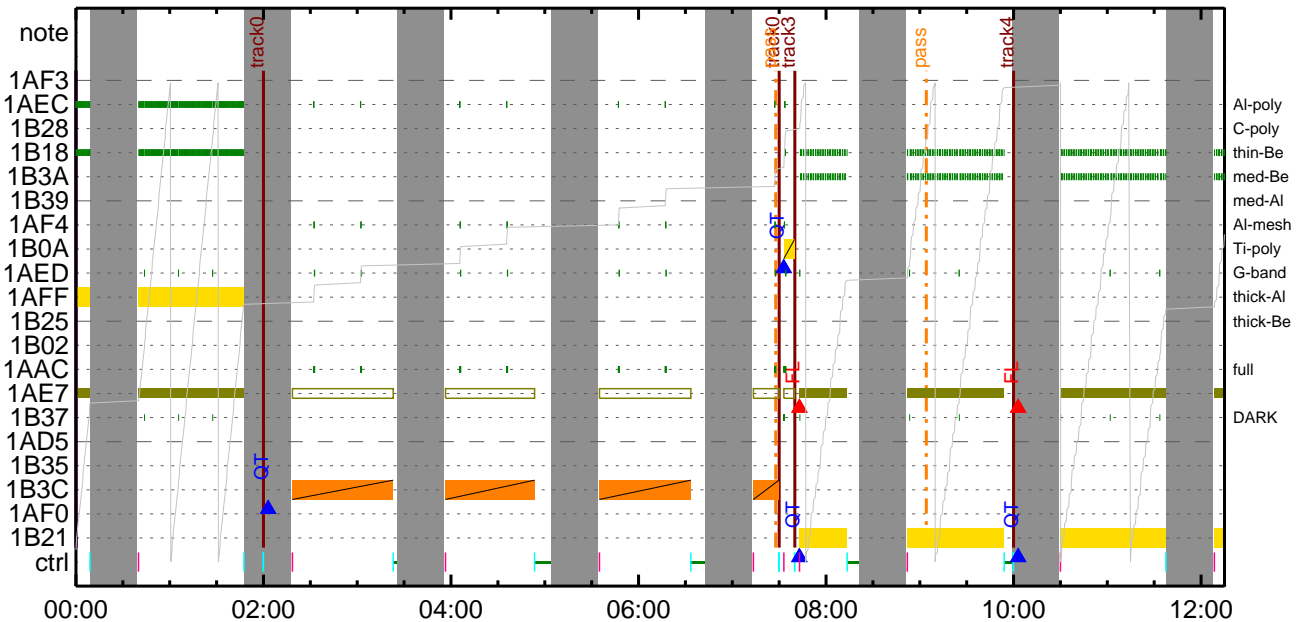 note
track0
pass
track0
track3
pass
track4
1AF3
1AEC
Al-poly
1B28
C-poly
1B18
thin-Be
1B3A
med-Be
1B39
med-Al
1AF4
QT
Al-mesh
1B0A
Ti-poly
1AED
G-band
1AFF
thick-Al
1B25
thick-Be
1B02
1AAC
full
1AE7
FL
FL
1B37
DARK
1AD5
1B35
QT
1B3C
1AF0
QT
QT
1B21
ctrl
00:00
02:00
04:00
06:00
08:00
10:00
12:00